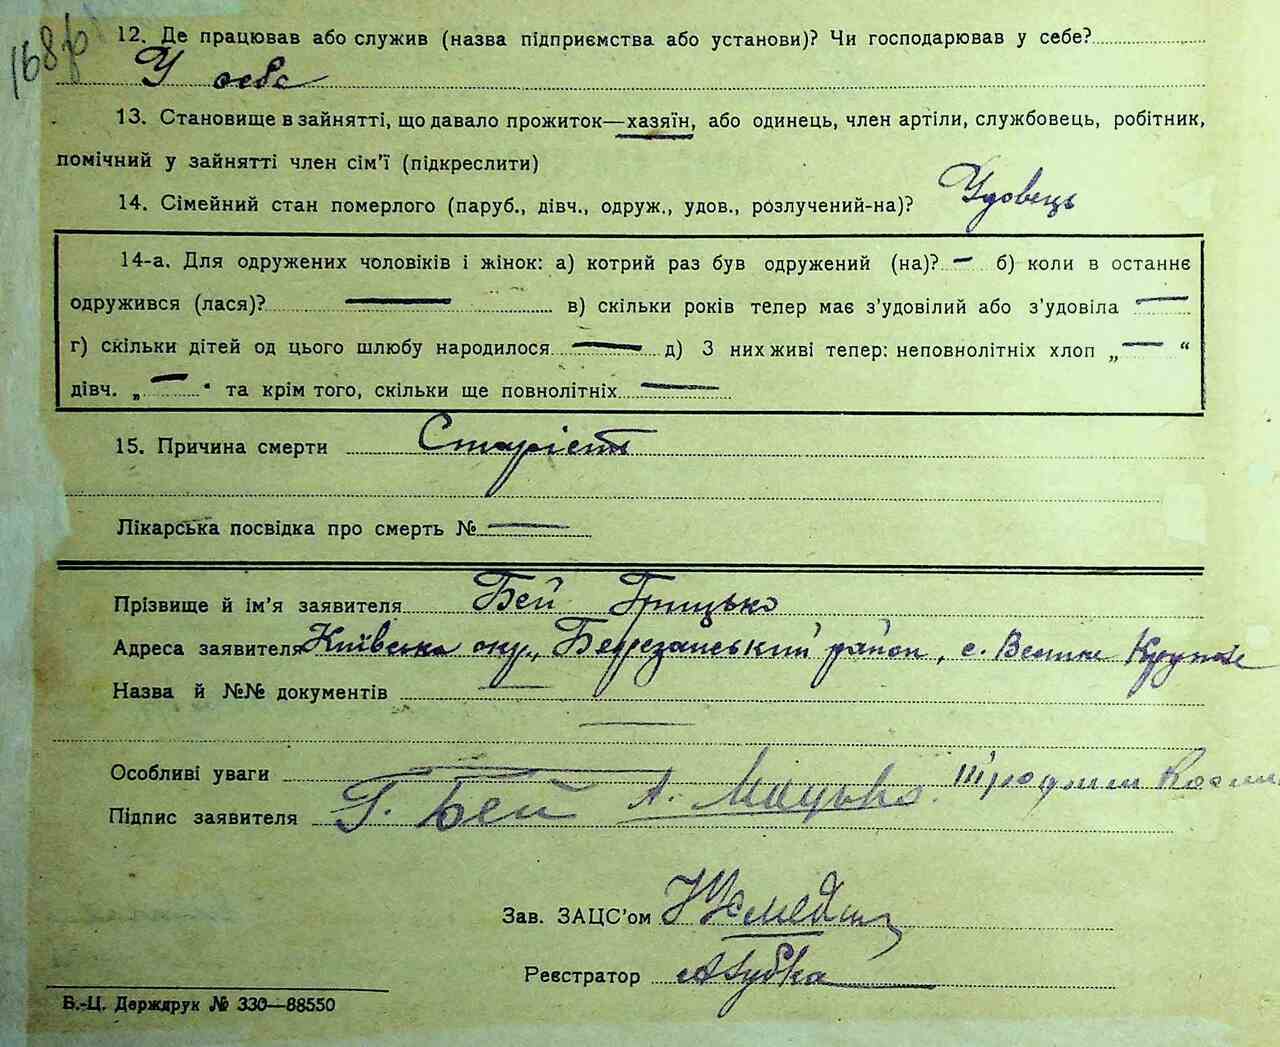 168р
12. Де працював або служив (назва підприємства або установи)? Чи господарював у себе?
У себе
13. Становище в зайнятті, що давало прожиток—хазяїн, або одинець, член артіли, службовець, робітник,
помічний у зайнятті член сім'ї (підкреслити)
14. Сімейний стан померлого (паруб., дівч., одруж., удов., розлучений-на)? Удовець
14-а. Для одружених чоловіків і жінок: а) котрий раз був одружений (на)? — б) коли в останнє
одружився (лася)? — в) скільки років тепер має з'удовілий або з'удовіла —
г) скільки дітей од цього шлюбу народилося — д) З них живі тепер: неповнолітніх хлоп „—“
дівч. „—“ та крім того, скільки ще повнолітніх —
15. Причина смерти Старість
Лікарська посвідка про смерть № —
Прізвище й ім'я заявителя Бей Грицько
Адреса заявителя Київська окр., Березанський район, с. Велике Крупол
Назва й №№ документів —
—
Особливі уваги —
Підпис заявителя Г. Бей А. Мацько.
Зав. ЗАЦС'ом
Реєстратор
Б.-Ц. Держдрук № 330—88550